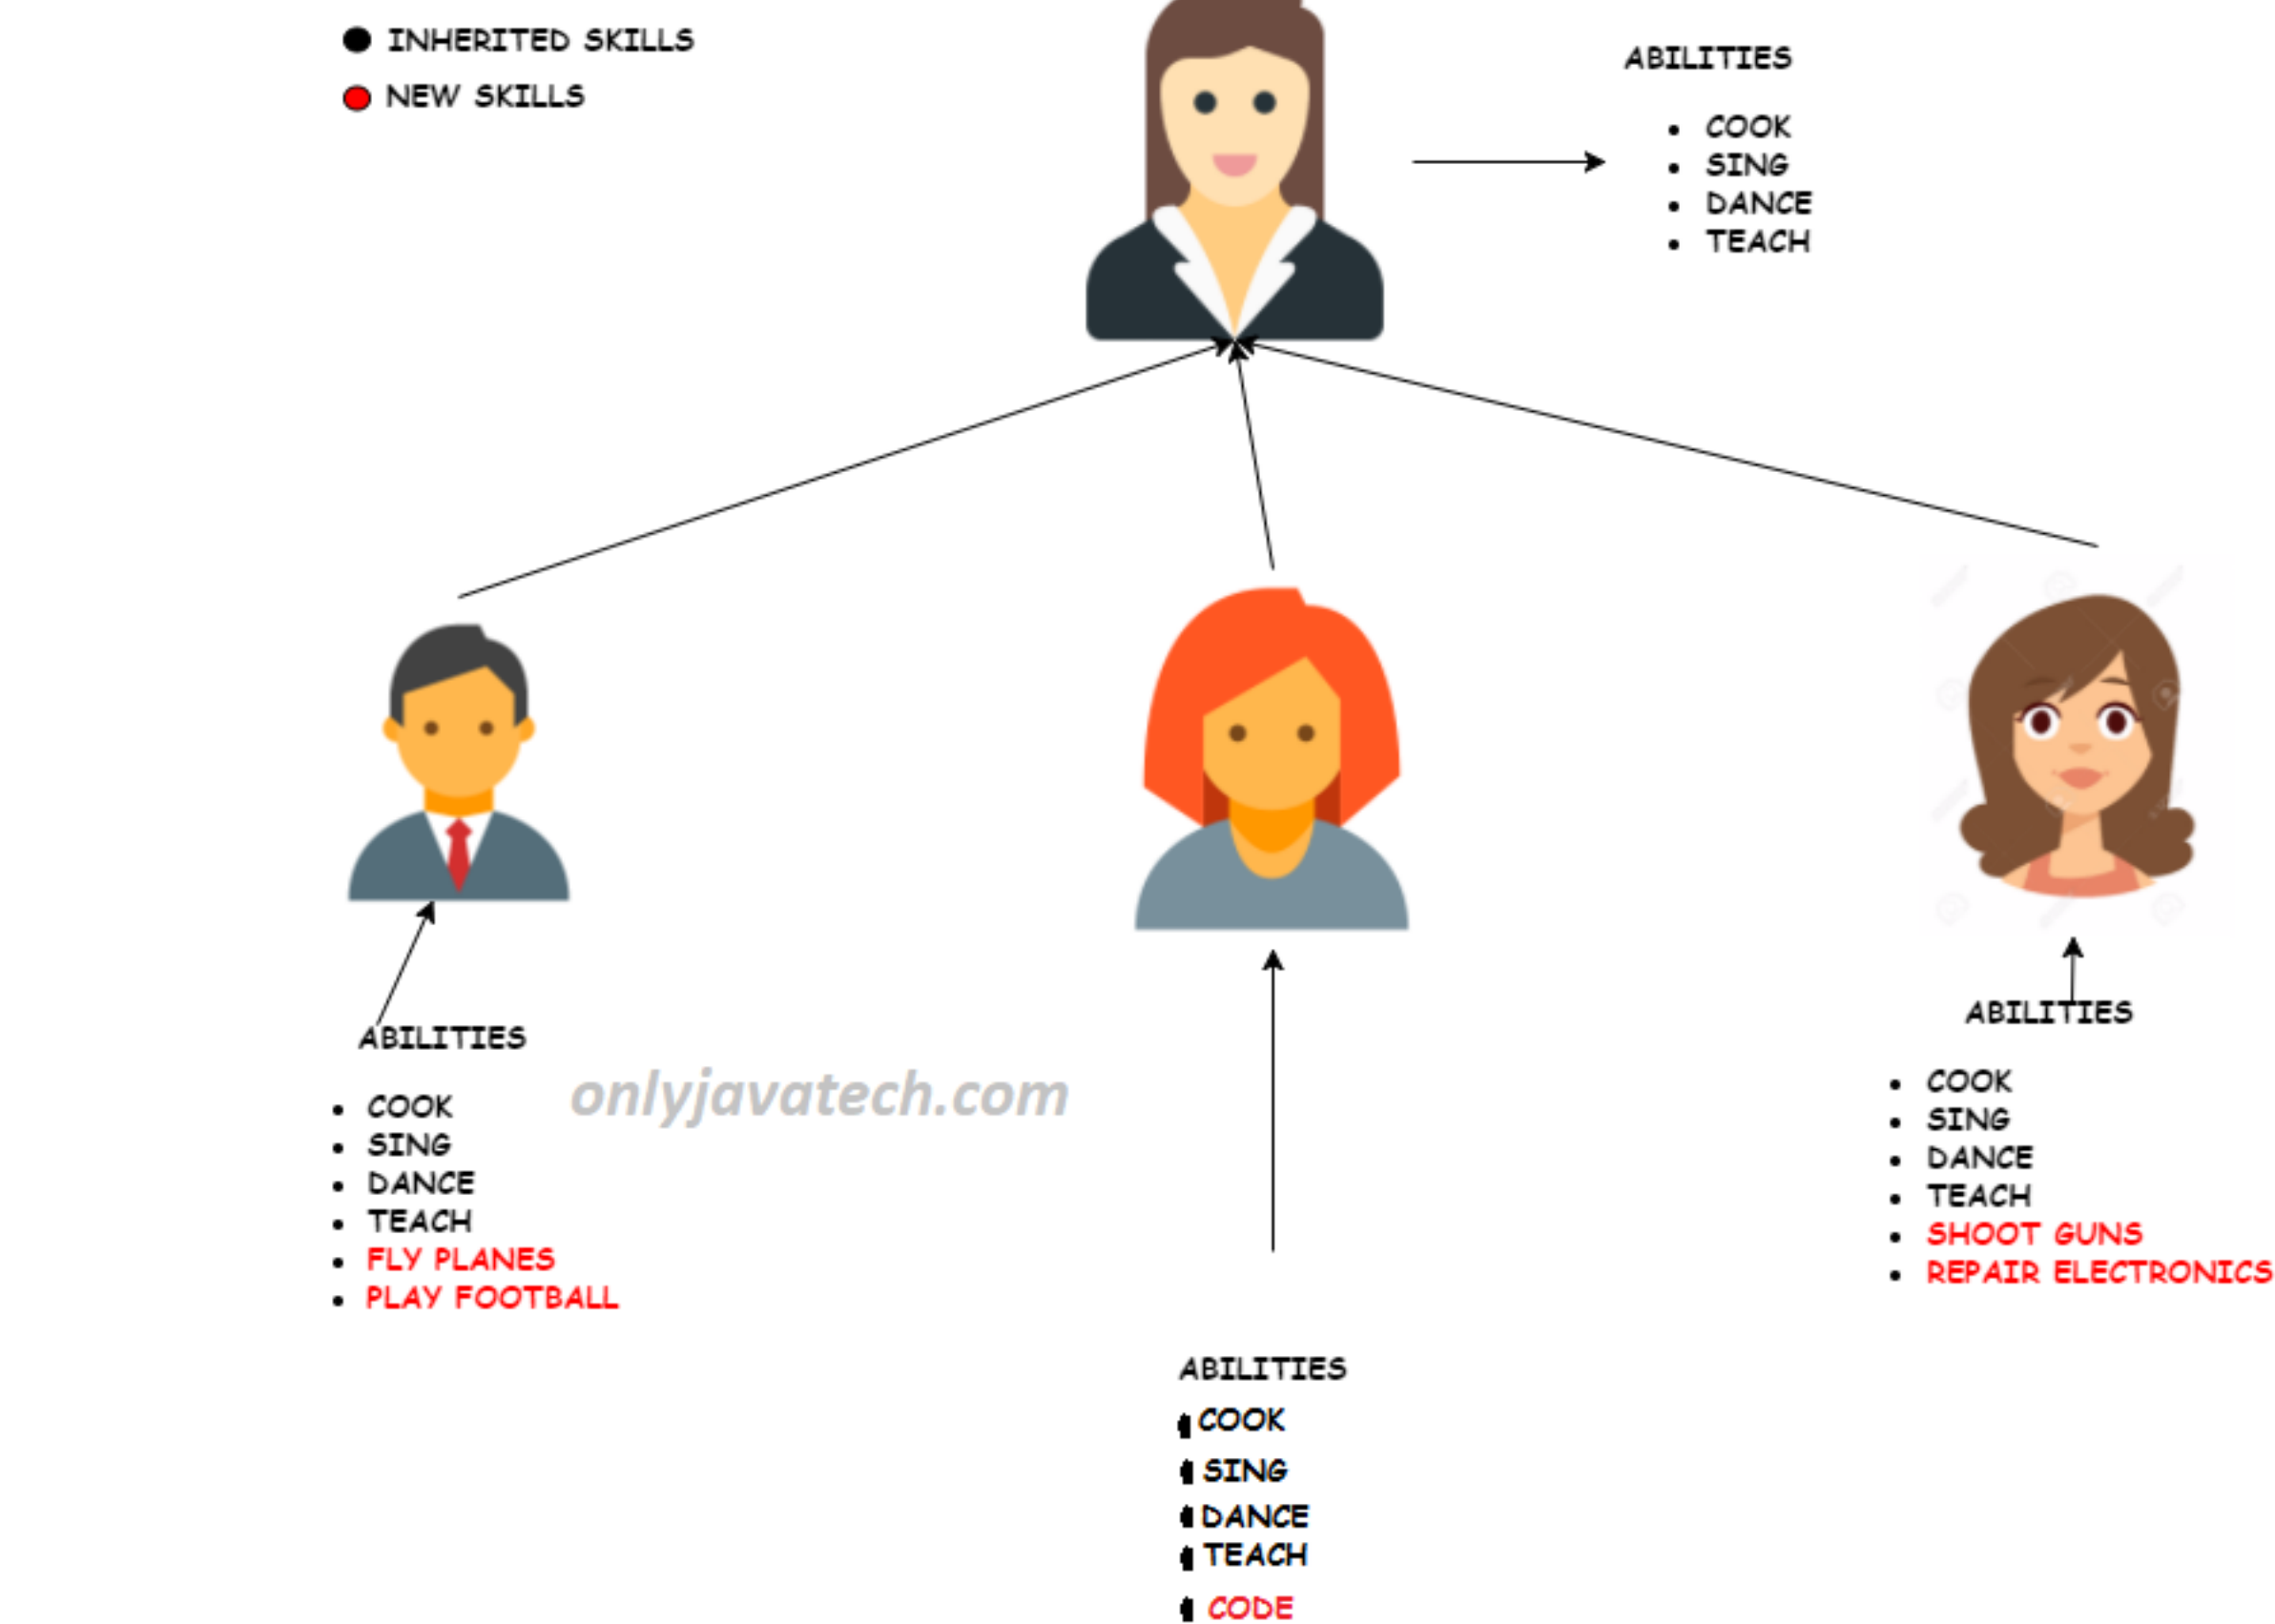 INHERITED SKILLS
NEW SKILLS
ABILITIES
COOK
SING
DANCE
TEACH
ABILITIES
COOK
SING
DANCE
TEACH
FLY PLANES
PLAY FOOTBALL
onlyjavatech.com
ABILITIES
COOK
SING
DANCE
TEACH
CODE
ABILITIES
COOK
SING
DANCE
TEACH
SHOOT GUNS
REPAIR ELECTRONICS